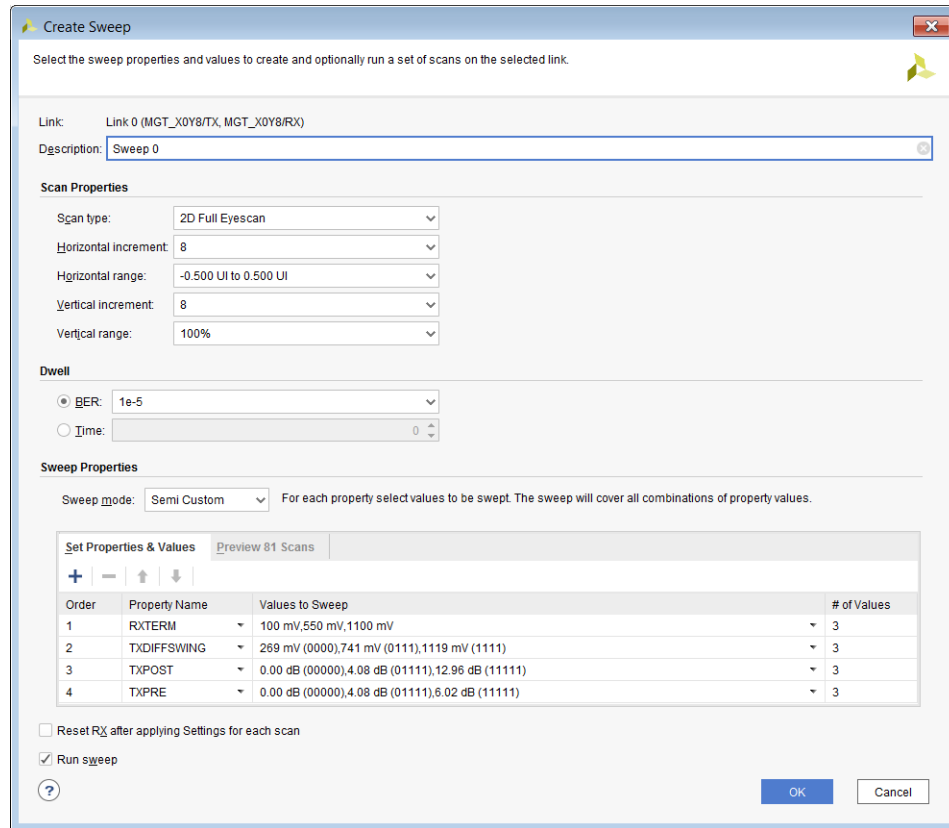 Create Sweep
Select the sweep properties and values to create and optionally run a set of scans on the selected link.
Link: Link 0 (MGT_X0Y8/TX, MGT_X0Y8/RX)
Description: Sweep 0
Scan Properties
Scan type: 2D Full Eyescan
Horizontal increment: 8
Horizontal range: -0.500 UI to 0.500 UI
Vertical increment: 8
Vertical range: 100%
Dwell
BER: 1e-5
Time: 0
Sweep Properties
Sweep mode: Semi Custom For each property select values to be swept. The sweep will cover all combinations of property values.
Set Properties & Values Preview 81 Scans
Order Property Name Values to Sweep # of Values
1 RXTERM 100 mV,550 mV,1100 mV 3
2 TXDIFFSWING 269 mV (0000),741 mV (0111),1119 mV (1111) 3
3 TXPOST 0.00 dB (00000),4.08 dB (01111),12.96 dB (11111) 3
4 TXPRE 0.00 dB (00000),4.08 dB (01111),6.02 dB (11111) 3
Reset RX after applying Settings for each scan
Run sweep
? OK Cancel